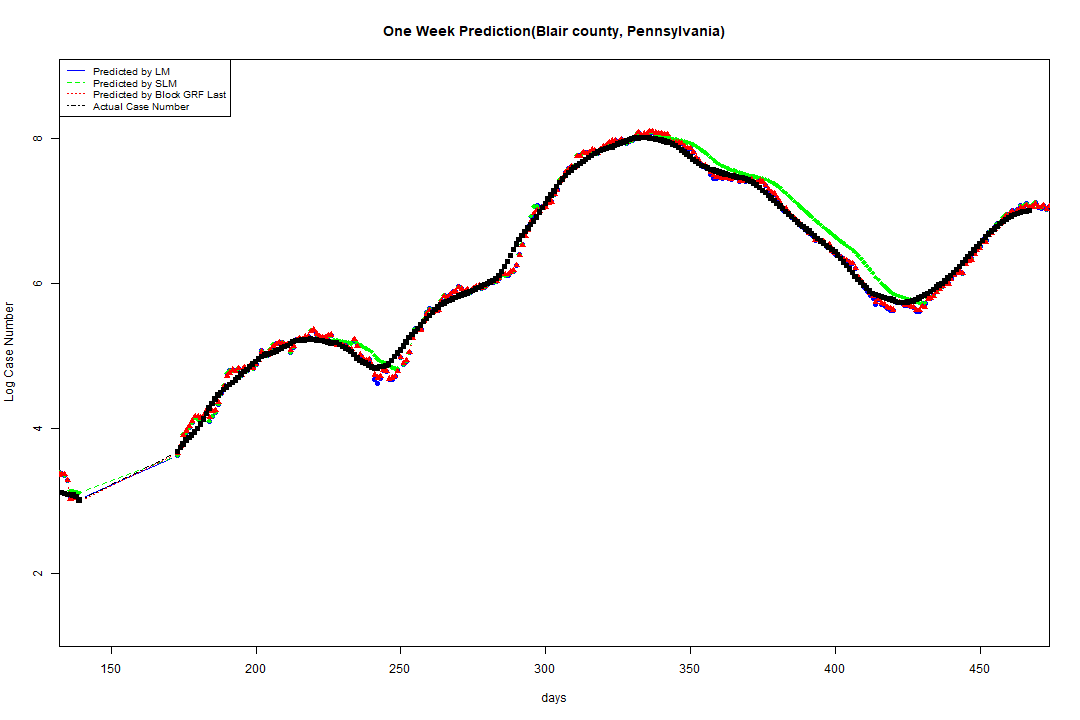 One Week Prediction(Blair county, Pennsylvania)
Predicted by LM
Predicted by SLM
Predicted by Block GRF Last
Actual Case Number
8
6
4
2
Log Case Number
150 200 250 300 350 400 450
days